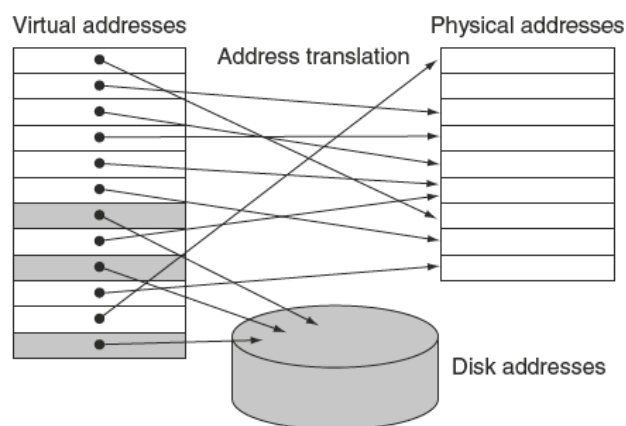 Virtual addresses
Physical addresses
Address translation
Disk addresses